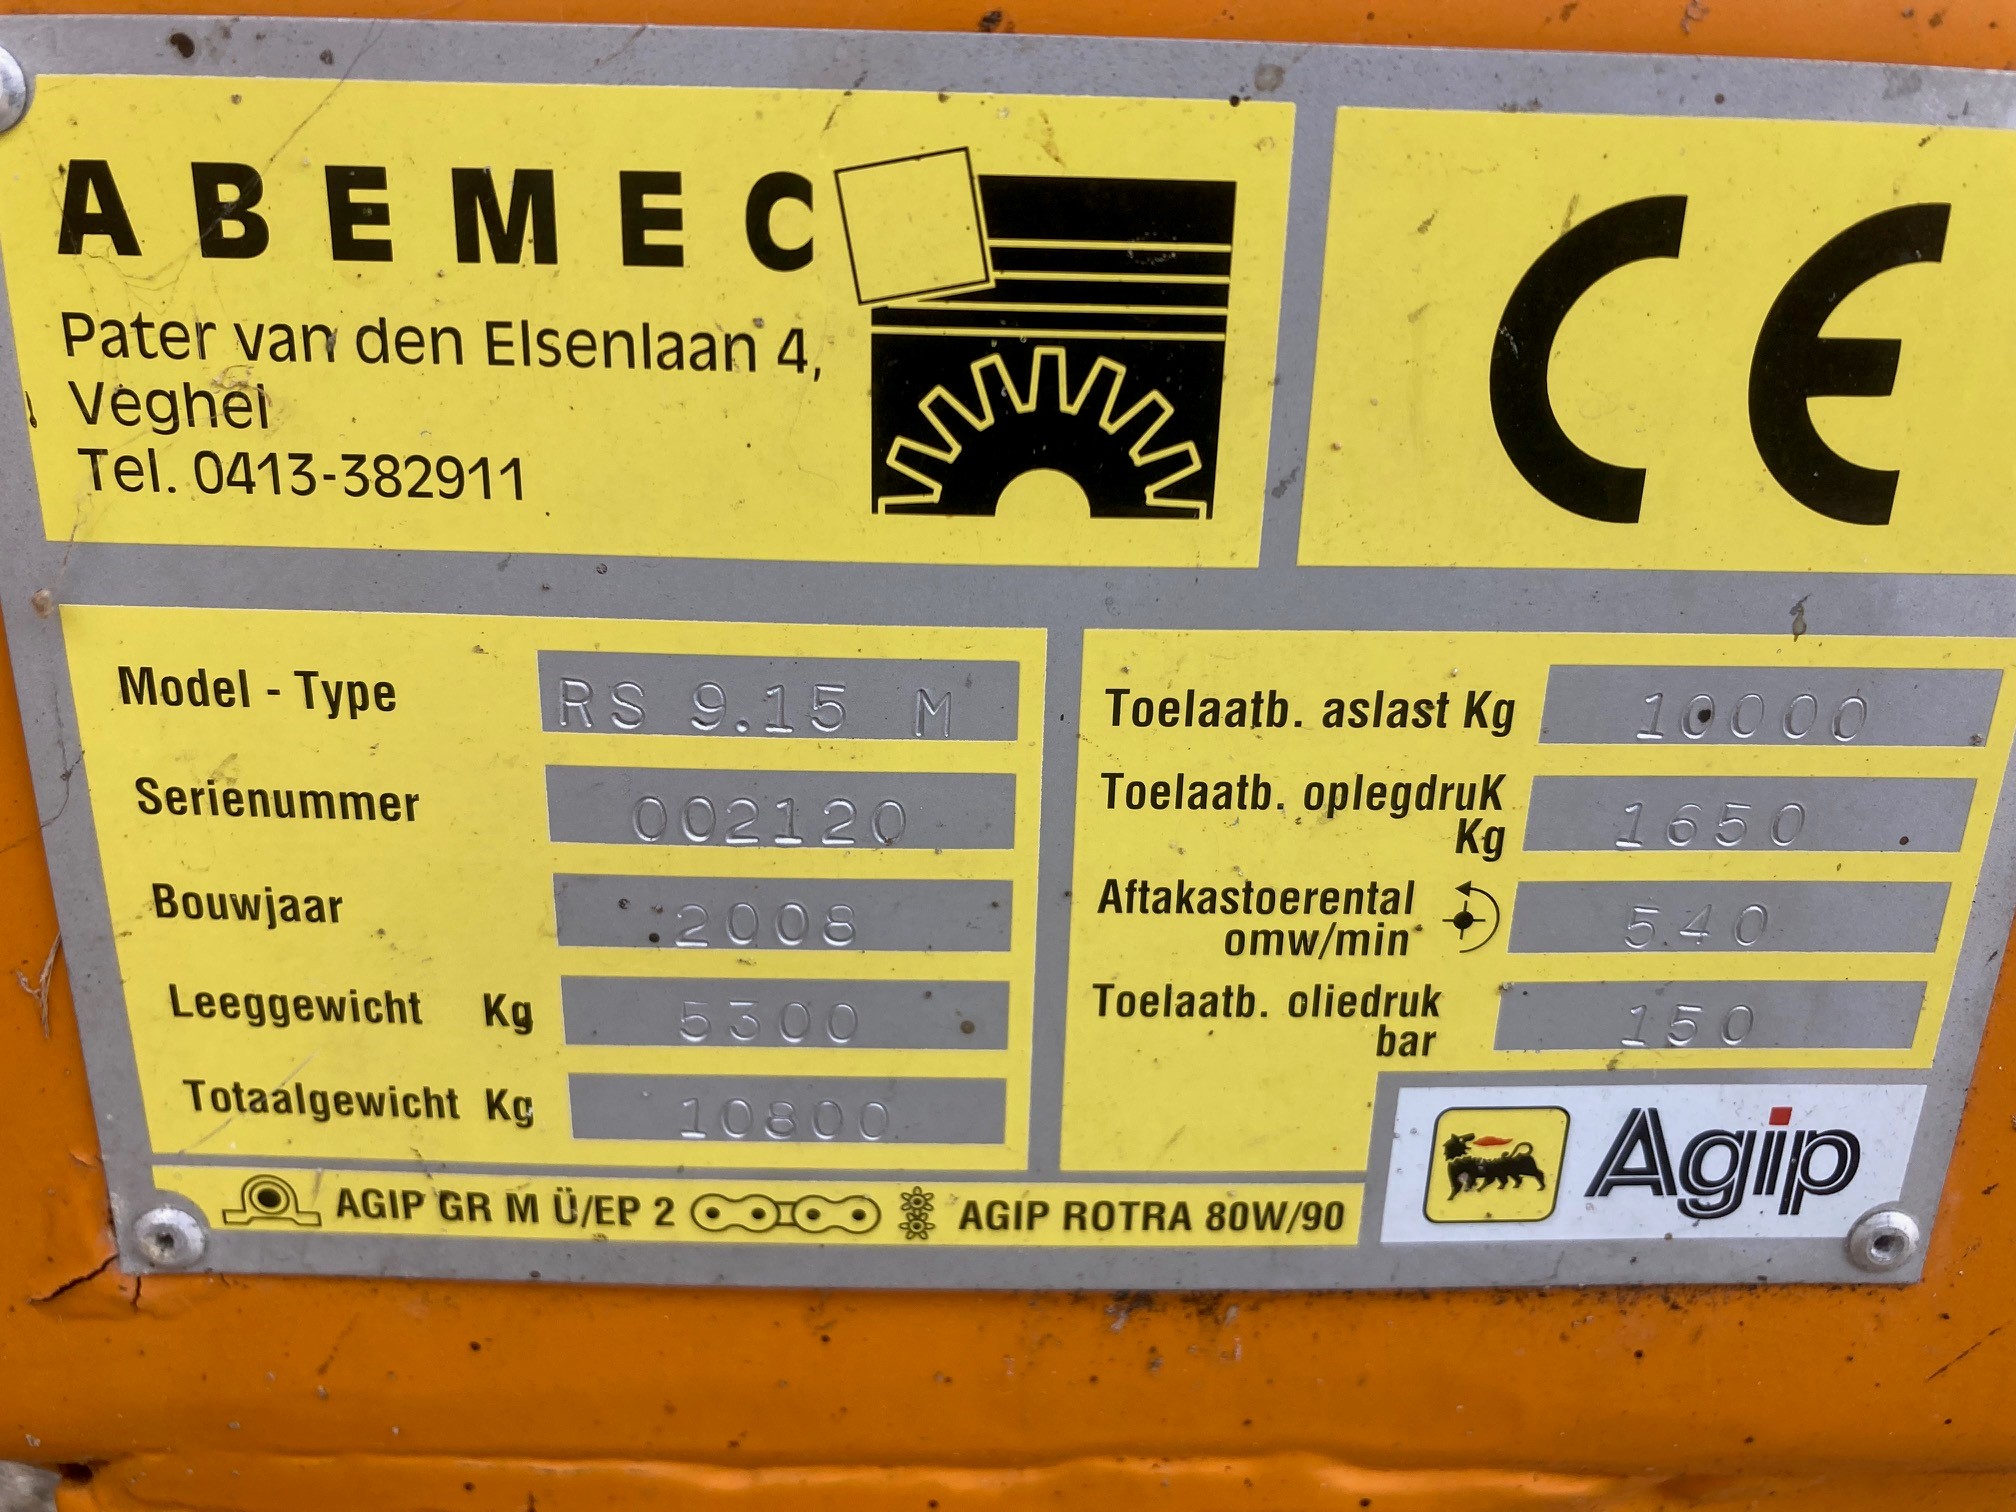 ABEMEC
Pater van den Elsenlaan 4,
Veghel
Tel. 0413-382911
CE
Model - Type RS 9.15 M
Serienummer 002120
Bouwjaar 2008
Leeggewicht Kg 5300
Totaalgewicht Kg 10800
Toelaatb. aslast Kg 10000
Toelaatb. oplegdruK
Kg 1650
Aftakastoerental
omw/min 540
Toelaatb. oliedruk
bar 150
AGIP GR M Ü/EP 2 AGIP ROTRA 80W/90
Agip